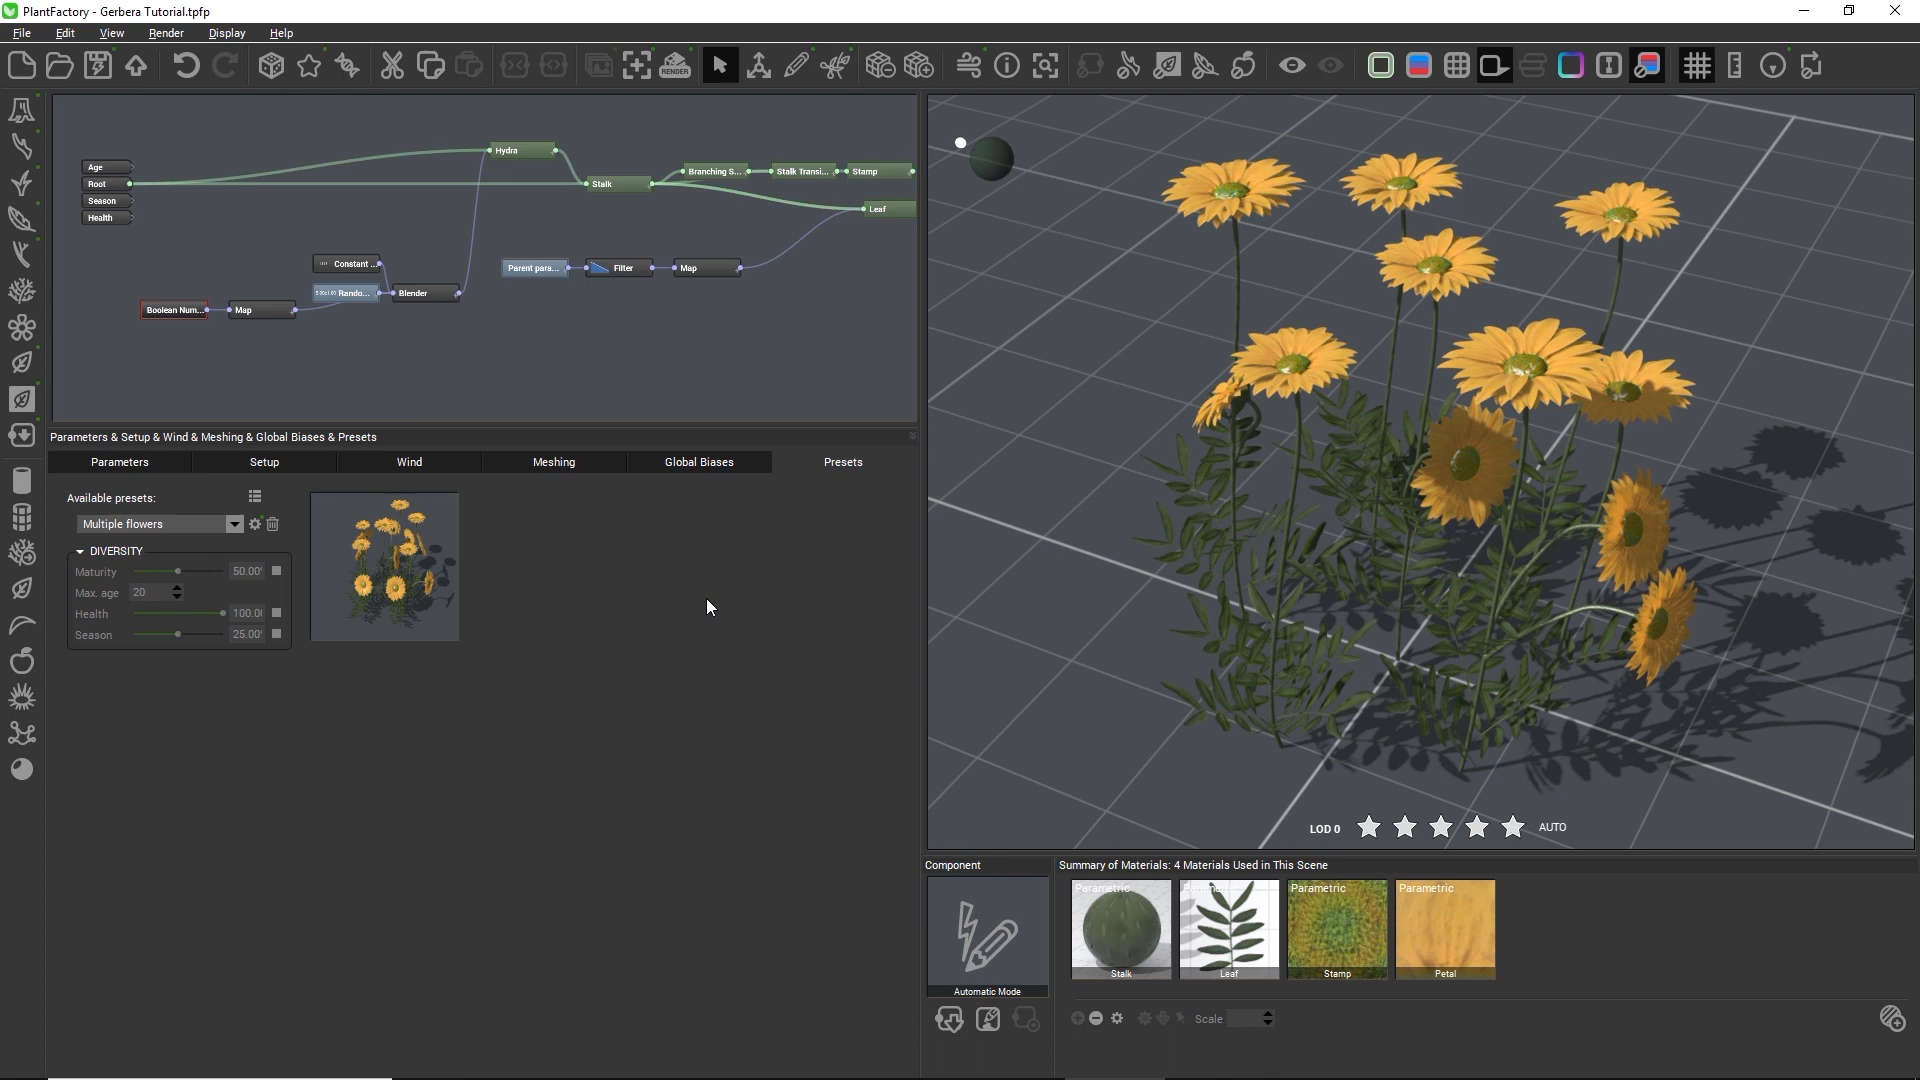 PlantFactory - Gerbera Tutorial.tpfp
File Edit View Render Display Help
RENDER
Age
Root
Season
Health
Hydra
Stalk
Branching S...
Stalk Transi...
Stamp
Leaf
Constant ...
Rando...
Blender
Boolean Num...
Map
Parent para...
Filter
Map
Parameters & Setup & Wind & Meshing & Global Biases & Presets
Parameters Setup Wind Meshing Global Biases Presets
Available presets:
Multiple flowers
DIVERSITY
Maturity 50.00
Max. age 20
Health 100.0
Season 25.00
LOD 0 AUTO
Component
Automatic Mode
Summary of Materials: 4 Materials Used in This Scene
Parametric Parametric Parametric Parametric
Stalk Leaf Stamp Petal
Scale